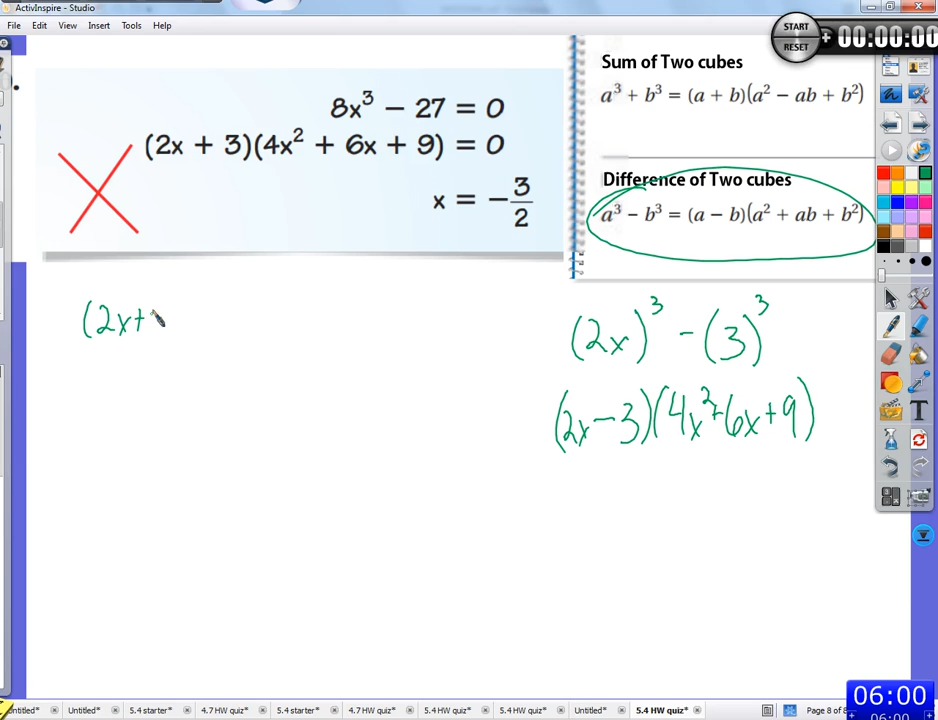 ActivInspire - Studio
File Edit View Insert Tools Help
START
RESET
00:00:00
8x³ − 27 = 0
(2x + 3)(4x² + 6x + 9) = 0
x = −3/2
Sum of Two cubes
a³ + b³ = (a + b)(a² − ab + b²)
Difference of Two cubes
a³ − b³ = (a − b)(a² + ab + b²)
(2x+
(2x)³ − (3)³
(2x−3)(4x²+6x+9)
T
06:00
Untitled* 5.4 starter* 4.7 HW quiz* 5.4 starter* 4.7 HW quiz* 5.4 HW quiz* 5.4 HW quiz* Untitled* 5.4 HW quiz* Page 8 of 8
06:00